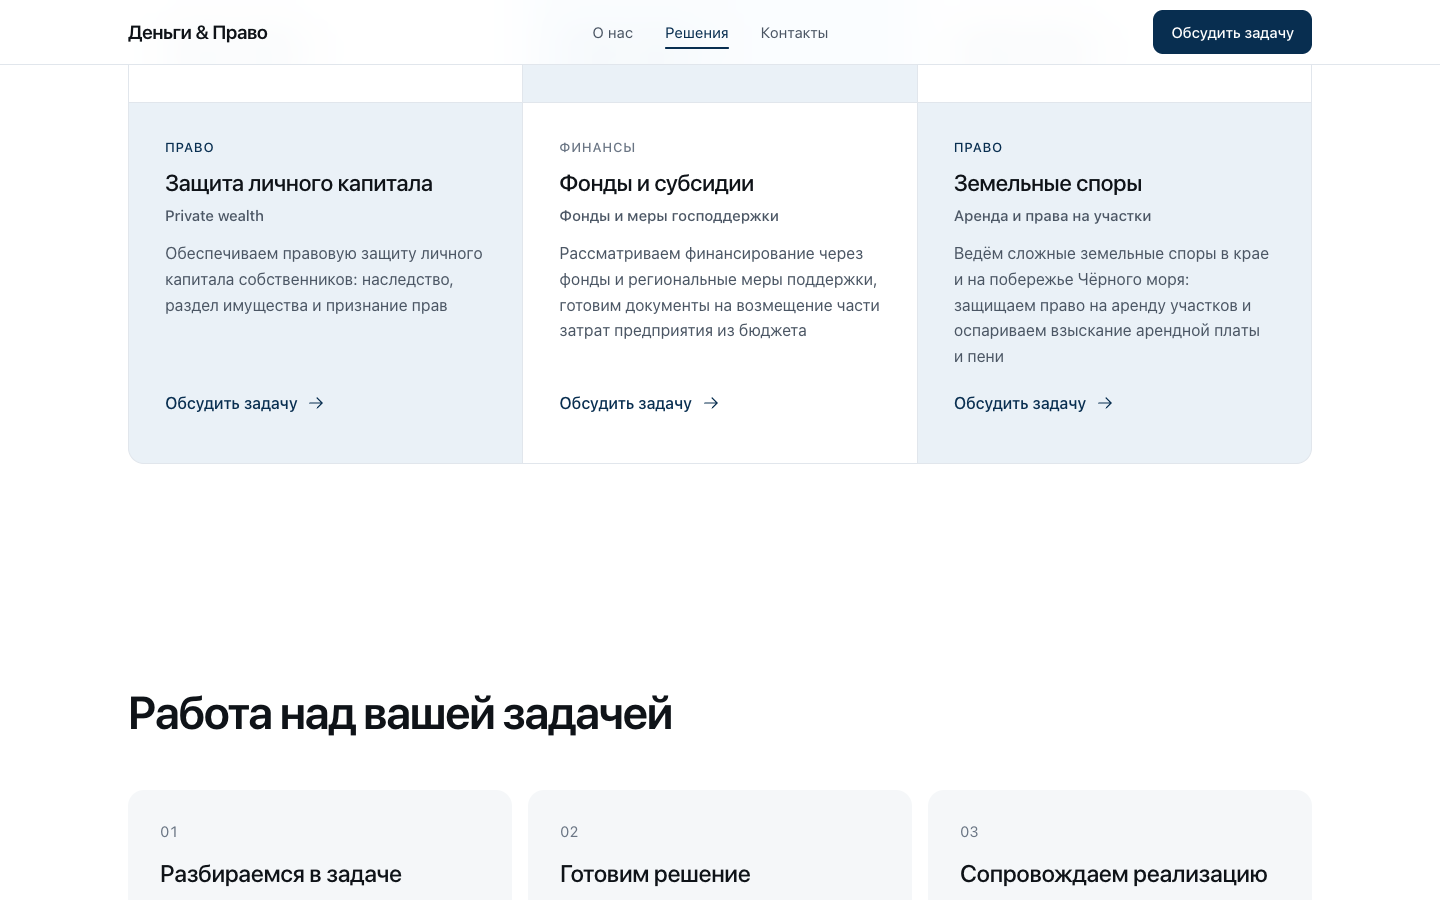 Деньги & Право
О нас
Решения
Контакты
Обсудить задачу
ПРАВО
Защита личного капитала
Private wealth
Обеспечиваем правовую защиту личного
капитала собственников: наследство,
раздел имущества и признание прав
Обсудить задачу →
ФИНАНСЫ
Фонды и субсидии
Фонды и меры господдержки
Рассматриваем финансирование через
фонды и региональные меры поддержки,
готовим документы на возмещение части
затрат предприятия из бюджета
Обсудить задачу →
ПРАВО
Земельные споры
Аренда и права на участки
Ведём сложные земельные споры в крае
и на побережье Чёрного моря:
защищаем право на аренду участков и
оспариваем взыскание арендной платы
и пени
Обсудить задачу →
Работа над вашей задачей
01
Разбираемся в задаче
02
Готовим решение
03
Сопровождаем реализацию